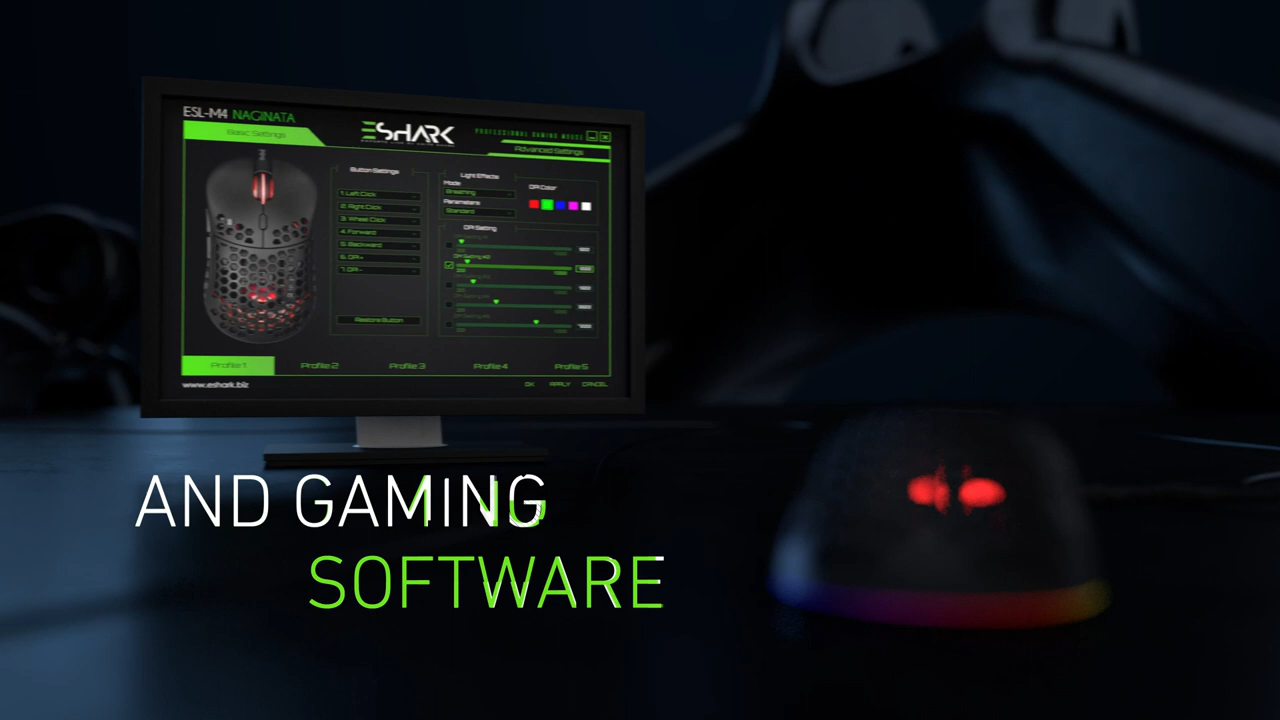 ESL-M4 NAGINATA
Basic Settings
ESHARK
PROFESSIONAL GAMING MOUSE
Advanced Settings
Button Settings
1. Left Click
2. Right Click
3. Wheel Click
4. Forward
5. Backward
6. DPI+
7. DPI-
Restore Button
Light Effects
Mode
Breathing
Parameters
Standard
DPI Color
DPI Setting
DPI Setting #2
Profile 1
Profile 2
Profile 3
Profile 4
Profile 5
www.eshark.biz
OK
APPLY
CANCEL
AND GAMING
SOFTWARE